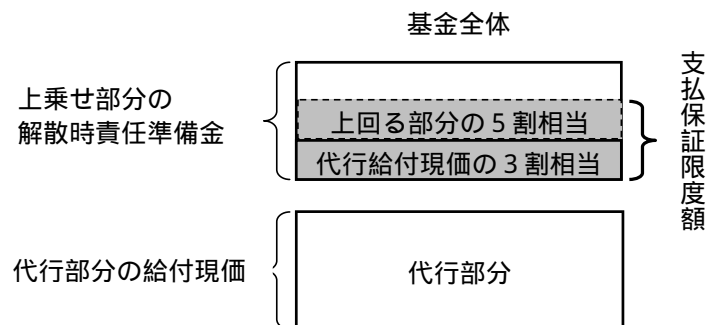 基金全体
上乗せ部分の
解散時責任準備金
上回る部分の５割相当
代行給付現価の３割相当
支払保証限度額
代行部分の給付現価
代行部分